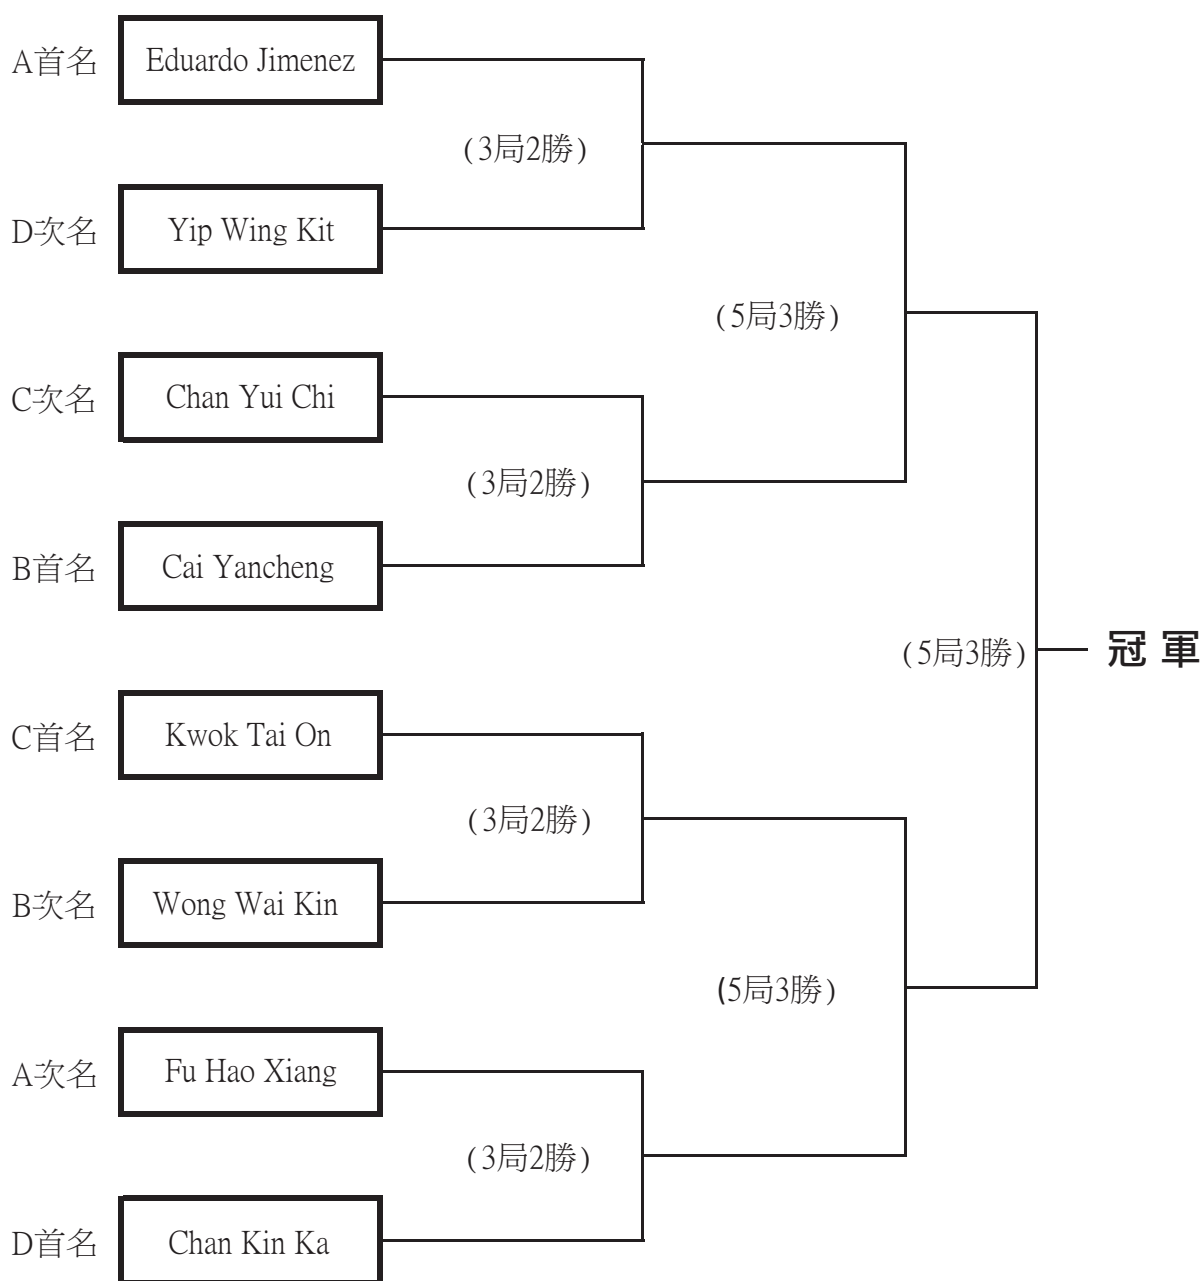 A首名 Eduardo Jimenez
(3局2勝)
D次名 Yip Wing Kit
(5局3勝)
C次名 Chan Yui Chi
(3局2勝)
B首名 Cai Yancheng
(5局3勝) 冠軍
C首名 Kwok Tai On
(3局2勝)
B次名 Wong Wai Kin
(5局3勝)
A次名 Fu Hao Xiang
(3局2勝)
D首名 Chan Kin Ka